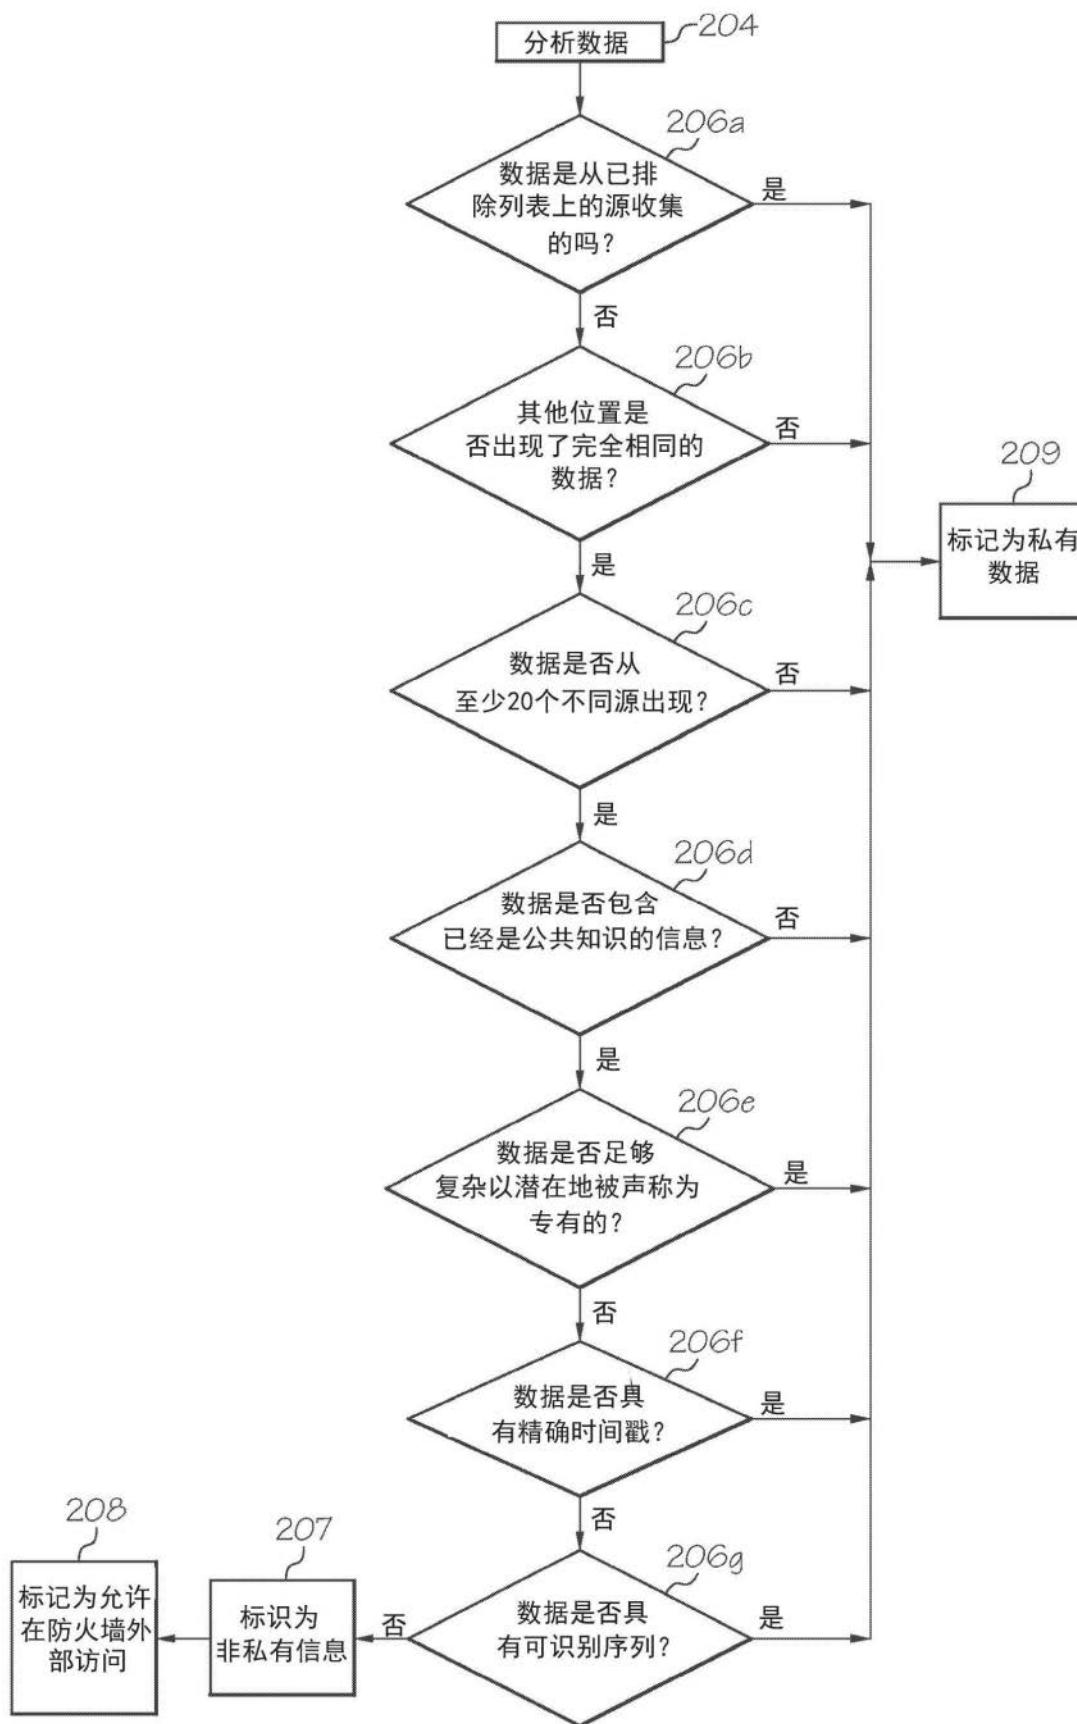 分析数据
204
206a
数据是从已排
除列表上的源收集
的吗?
是
否
206b
其他位置是
否出现了完全相同的
数据?
否
是
209
标记为私有
数据
206c
数据是否从
至少20个不同源出现?
否
是
206d
数据是否包含
已经是公共知识的信息?
否
是
206e
数据是否足够
复杂以潜在地被声称为
专有的?
是
否
206f
数据是否具
有精确时间戳?
是
否
206g
数据是否具
有可识别序列?
是
否
207
标识为
非私有信息
208
标记为允许
在防火墙外
部访问